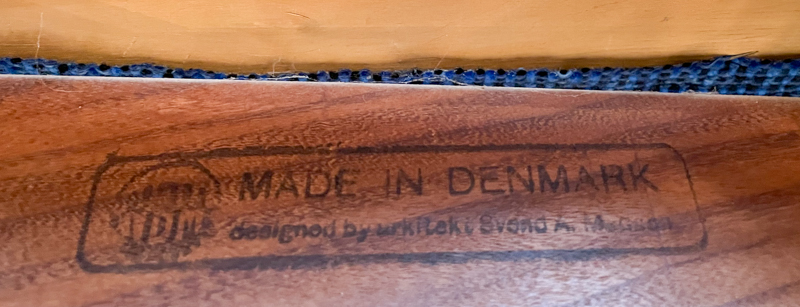 MADE IN DENMARK
designed by arkitekt Svend A. Madsen